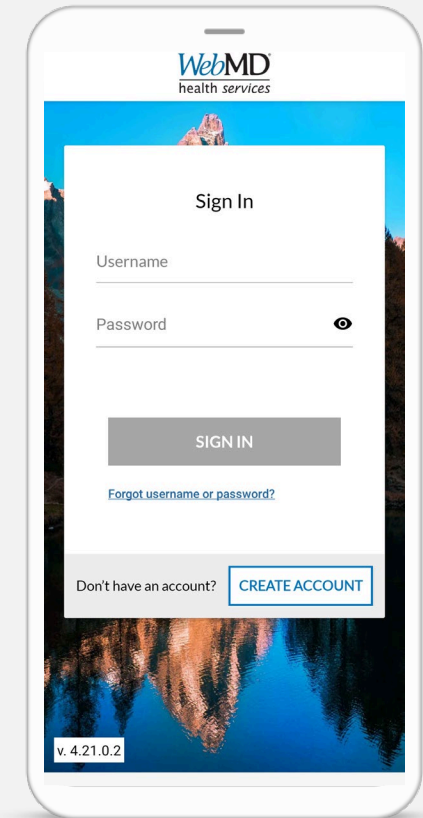 WebMD
health services
Sign In
Username
Password
SIGN IN
Forgot username or password?
Don't have an account? CREATE ACCOUNT
v. 4.21.0.2